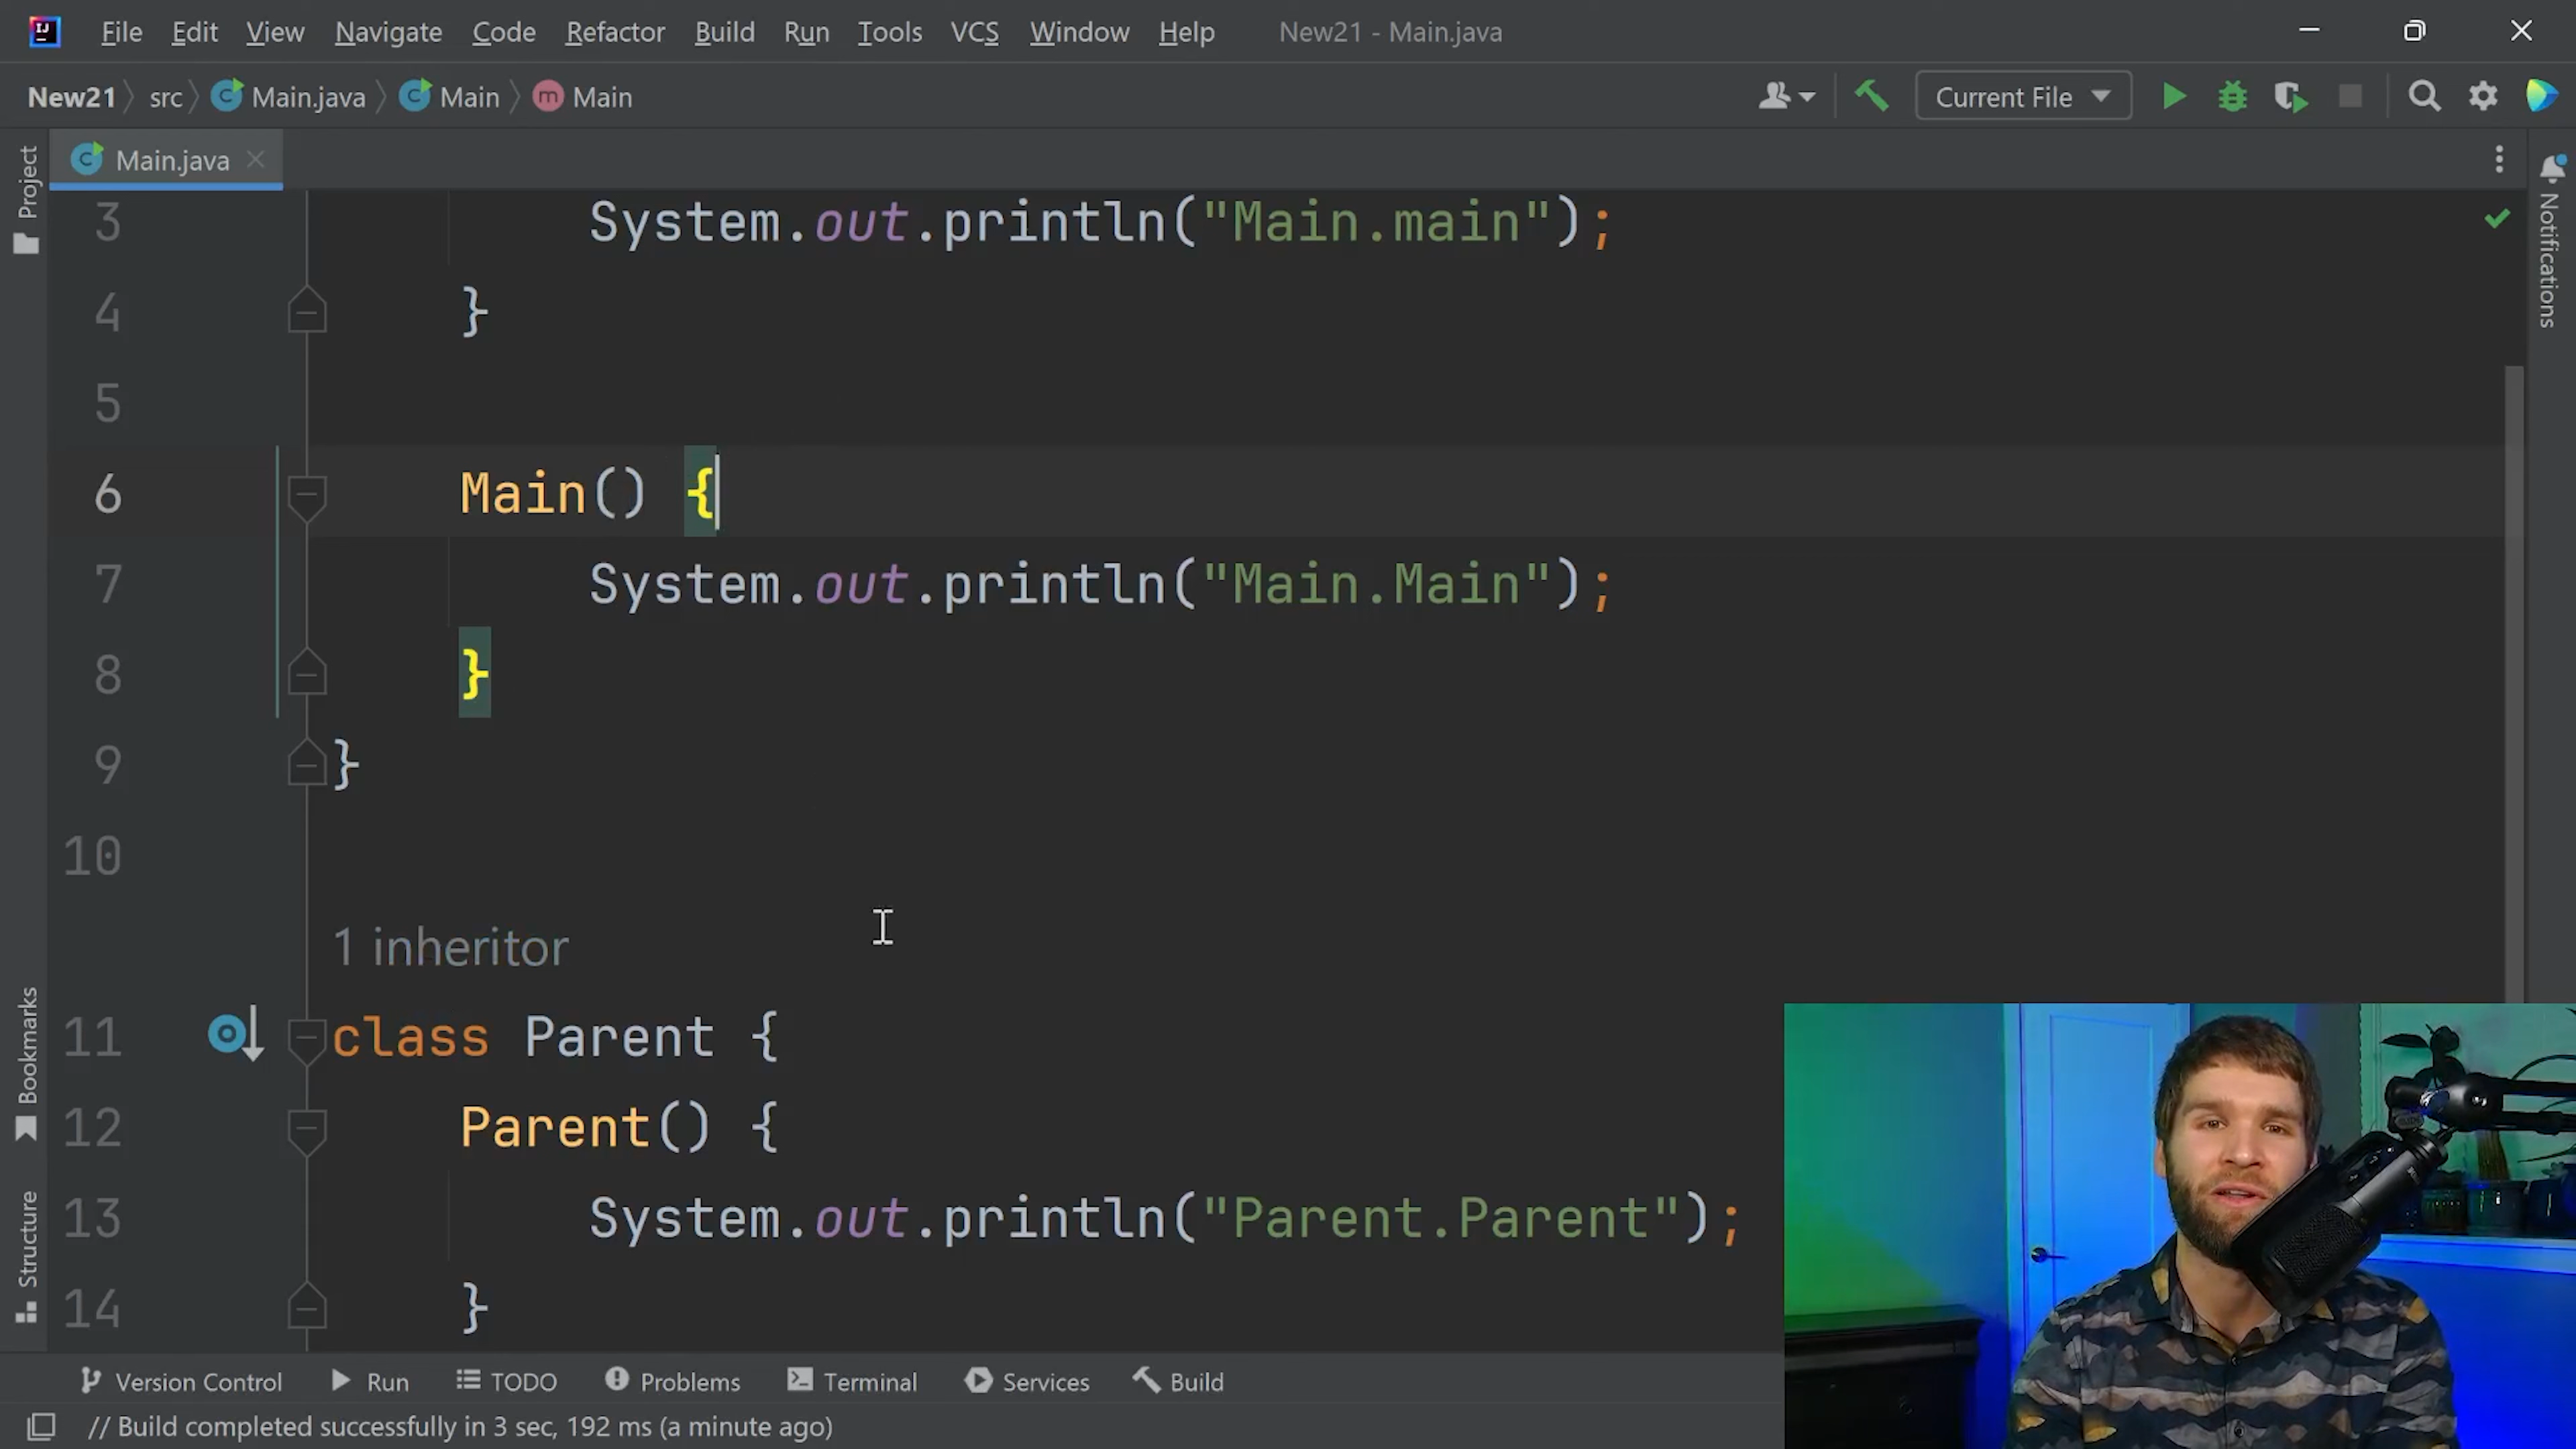 IJ
File Edit View Navigate Code Refactor Build Run Tools VCS Window Help New21 - Main.java
New21 src Main.java Main m Main Current File
Project
Main.java
Notifications
3 System.out.println("Main.main");
4 }
5
6 Main() {
7 System.out.println("Main.Main");
8 }
9 }
10
1 inheritor
11 class Parent {
12 Parent() {
13 System.out.println("Parent.Parent");
14 }
Bookmarks
Structure
Version Control Run TODO Problems Terminal Services Build
// Build completed successfully in 3 sec, 192 ms (a minute ago)